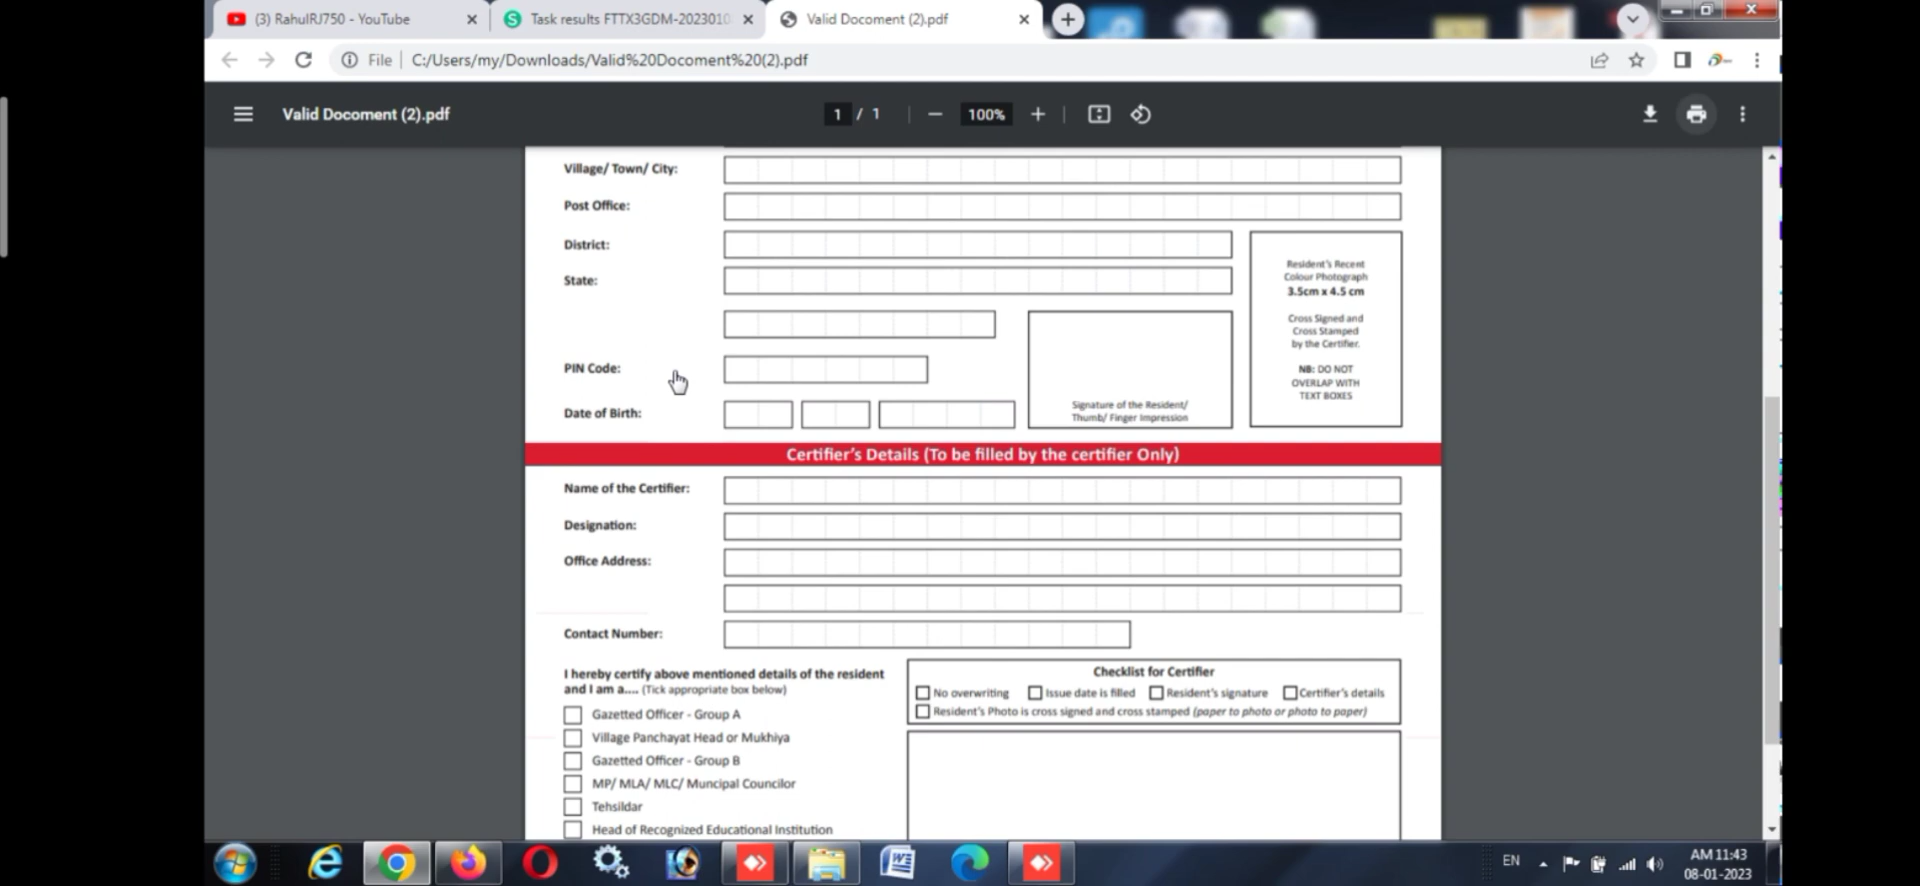 (3) RahulRJ750 - YouTube
Task results FTTX3GDM-2023010
Valid Docoment (2).pdf
File
C:/Users/my/Downloads/Valid%20Docoment%20(2).pdf
Valid Docoment (2).pdf
1 / 1
100%
Village/ Town/ City:
Post Office:
District:
State:
Resident's Recent
Colour Photograph
3.5cm x 4.5 cm
Cross Signed and
Cross Stamped
by the Certifier.
NB: DO NOT
OVERLAP WITH
TEXT BOXES
PIN Code:
Date of Birth:
Signature of the Resident/
Thumb/ Finger Impression
Certifier's Details (To be filled by the certifier Only)
Name of the Certifier:
Designation:
Office Address:
Contact Number:
I hereby certify above mentioned details of the resident
and I am a.... (Tick appropriate box below)
Gazetted Officer - Group A
Village Panchayat Head or Mukhiya
Gazetted Officer - Group B
MP/ MLA/ MLC/ Muncipal Councilor
Tehsildar
Head of Recognized Educational Institution
Checklist for Certifier
No overwriting Issue date is filled Resident's signature Certifier's details
Resident's Photo is cross signed and cross stamped (paper to photo or photo to paper)
EN
AM 11:43
08-01-2023